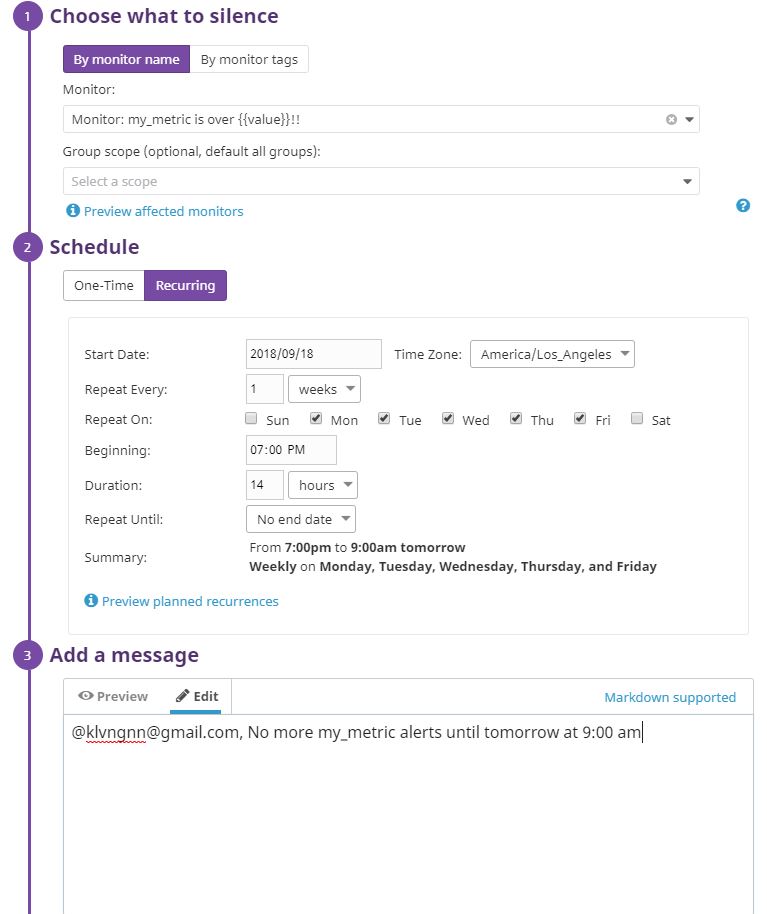 1 Choose what to silence
By monitor name By monitor tags
Monitor:
Monitor: my_metric is over {{value}}!!
Group scope (optional, default all groups):
Select a scope
Preview affected monitors ?
2 Schedule
One-Time Recurring
Start Date: 2018/09/18 Time Zone: America/Los_Angeles
Repeat Every: 1 weeks
Repeat On: Sun Mon Tue Wed Thu Fri Sat
Beginning: 07:00 PM
Duration: 14 hours
Repeat Until: No end date
Summary: From 7:00pm to 9:00am tomorrow
Weekly on Monday, Tuesday, Wednesday, Thursday, and Friday
Preview planned recurrences
3 Add a message
Preview Edit Markdown supported
@klvngnn@gmail.com, No more my_metric alerts until tomorrow at 9:00 am